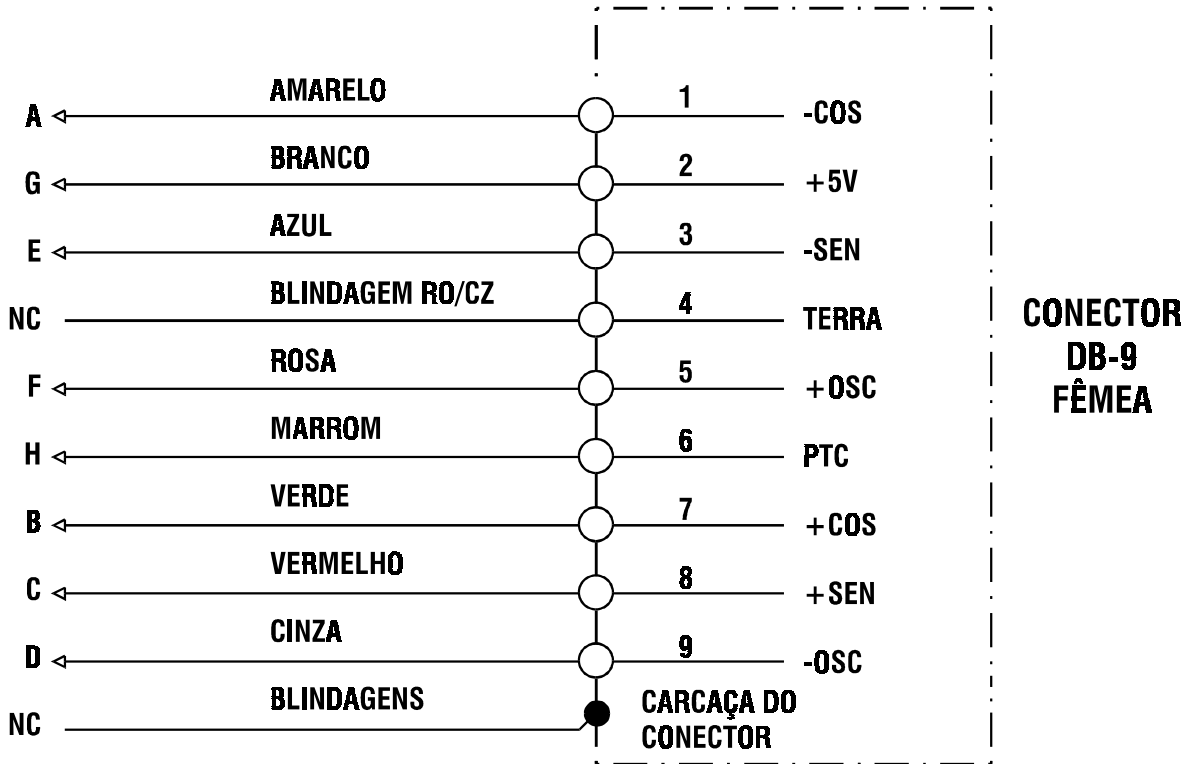 A AMARELO 1 -COS
G BRANCO 2 +5V
E AZUL 3 -SEN
NC BLINDAGEM RO/CZ 4 TERRA
F ROSA 5 +OSC
H MARROM 6 PTC
B VERDE 7 +COS
C VERMELHO 8 +SEN
D CINZA 9 -OSC
NC BLINDAGENS CARCAÇA DO
CONECTOR
CONECTOR
DB-9
FÊMEA